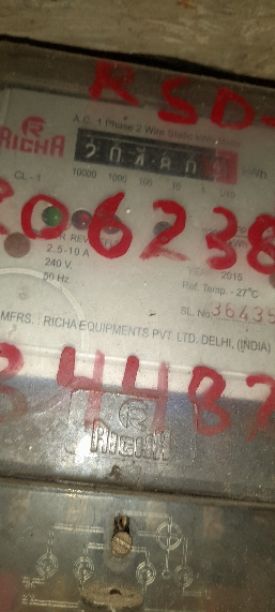 RSD-
RICHA
A.C. 1 Phase 2 Wire Static
kWh
CL - 1
10000 1000 100 10 1 1/10
206238
2.5-10 A
240 V.
50 Hz.
2015
Ref. Temp. - 27°C
SL. No. 36435
MFRS. : RICHA EQUIPMENTS PVT. LTD. DELHI, (INDIA)
34487
RICHA